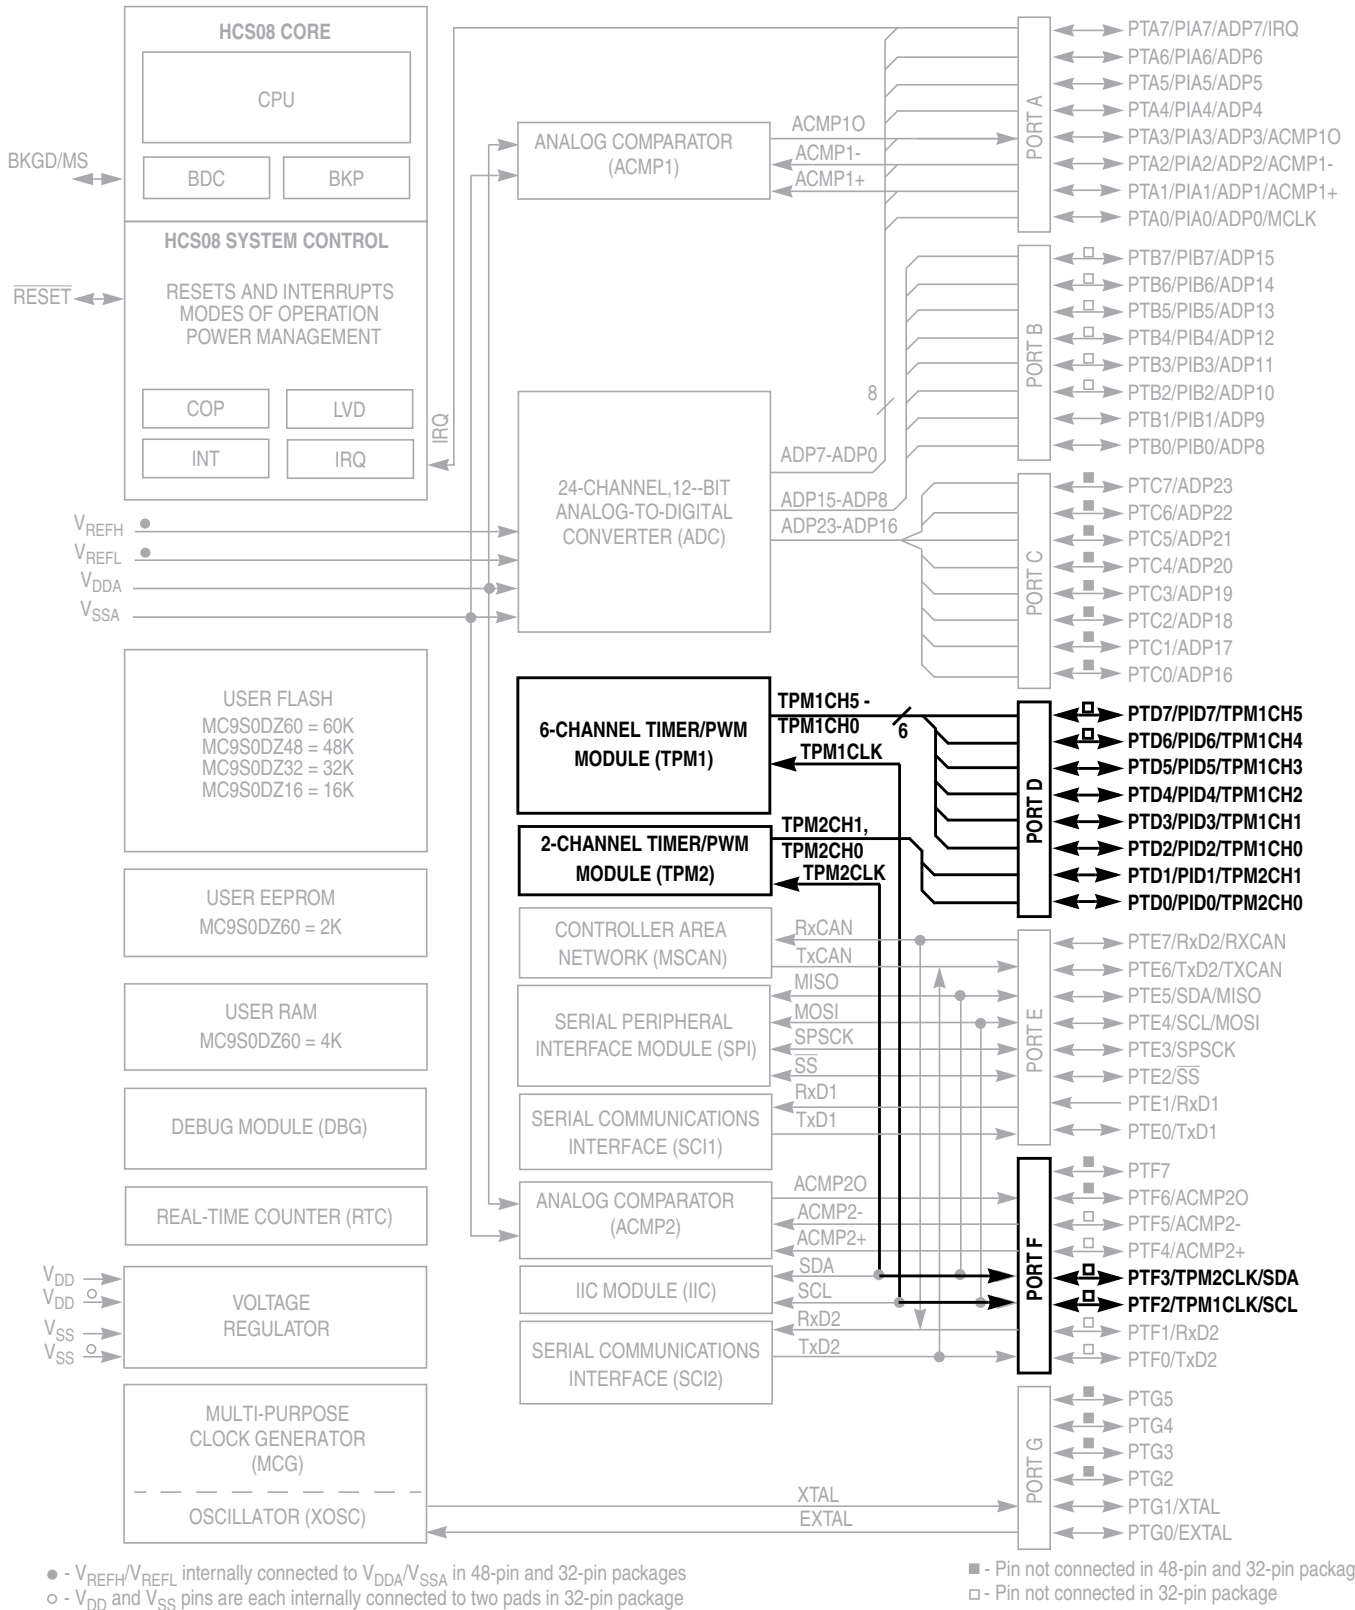 HCS08 CORE
CPU
BDC
BKP
BKGD/MS
HCS08 SYSTEM CONTROL
RESETS AND INTERRUPTS
MODES OF OPERATION
POWER MANAGEMENT
RESET
COP
LVD
INT
IRQ
IRQ
VREFH
VREFL
VDDA
VSSA
USER FLASH
MC9S0DZ60 = 60K
MC9S0DZ48 = 48K
MC9S0DZ32 = 32K
MC9S0DZ16 = 16K
USER EEPROM
MC9S0DZ60 = 2K
USER RAM
MC9S0DZ60 = 4K
DEBUG MODULE (DBG)
REAL-TIME COUNTER (RTC)
VDD
VDD
VSS
VSS
VOLTAGE
REGULATOR
MULTI-PURPOSE
CLOCK GENERATOR
(MCG)
OSCILLATOR (XOSC)
ANALOG COMPARATOR
(ACMP1)
ACMP1O
ACMP1-
ACMP1+
24-CHANNEL,12--BIT
ANALOG-TO-DIGITAL
CONVERTER (ADC)
8
ADP7-ADP0
ADP15-ADP8
ADP23-ADP16
6-CHANNEL TIMER/PWM
MODULE (TPM1)
TPM1CH5 -
TPM1CH0
6
TPM1CLK
2-CHANNEL TIMER/PWM
MODULE (TPM2)
TPM2CH1,
TPM2CH0
TPM2CLK
CONTROLLER AREA
NETWORK (MSCAN)
RxCAN
TxCAN
SERIAL PERIPHERAL
INTERFACE MODULE (SPI)
MISO
MOSI
SPSCK
SS
SERIAL COMMUNICATIONS
INTERFACE (SCI1)
RxD1
TxD1
ANALOG COMPARATOR
(ACMP2)
ACMP2O
ACMP2-
ACMP2+
IIC MODULE (IIC)
SDA
SCL
SERIAL COMMUNICATIONS
INTERFACE (SCI2)
RxD2
TxD2
XTAL
EXTAL
PORT A
PTA7/PIA7/ADP7/IRQ
PTA6/PIA6/ADP6
PTA5/PIA5/ADP5
PTA4/PIA4/ADP4
PTA3/PIA3/ADP3/ACMP1O
PTA2/PIA2/ADP2/ACMP1-
PTA1/PIA1/ADP1/ACMP1+
PTA0/PIA0/ADP0/MCLK
PORT B
PTB7/PIB7/ADP15
PTB6/PIB6/ADP14
PTB5/PIB5/ADP13
PTB4/PIB4/ADP12
PTB3/PIB3/ADP11
PTB2/PIB2/ADP10
PTB1/PIB1/ADP9
PTB0/PIB0/ADP8
PORT C
PTC7/ADP23
PTC6/ADP22
PTC5/ADP21
PTC4/ADP20
PTC3/ADP19
PTC2/ADP18
PTC1/ADP17
PTC0/ADP16
PORT D
PTD7/PID7/TPM1CH5
PTD6/PID6/TPM1CH4
PTD5/PID5/TPM1CH3
PTD4/PID4/TPM1CH2
PTD3/PID3/TPM1CH1
PTD2/PID2/TPM1CH0
PTD1/PID1/TPM2CH1
PTD0/PID0/TPM2CH0
PORT E
PTE7/RxD2/RXCAN
PTE6/TxD2/TXCAN
PTE5/SDA/MISO
PTE4/SCL/MOSI
PTE3/SPSCK
PTE2/SS
PTE1/RxD1
PTE0/TxD1
PORT F
PTF7
PTF6/ACMP2O
PTF5/ACMP2-
PTF4/ACMP2+
PTF3/TPM2CLK/SDA
PTF2/TPM1CLK/SCL
PTF1/RxD2
PTF0/TxD2
PORT G
PTG5
PTG4
PTG3
PTG2
PTG1/XTAL
PTG0/EXTAL
● - VREFH/VREFL internally connected to VDDA/VSSA in 48-pin and 32-pin packages
○ - VDD and VSS pins are each internally connected to two pads in 32-pin package
■ - Pin not connected in 48-pin and 32-pin packag
□ - Pin not connected in 32-pin package